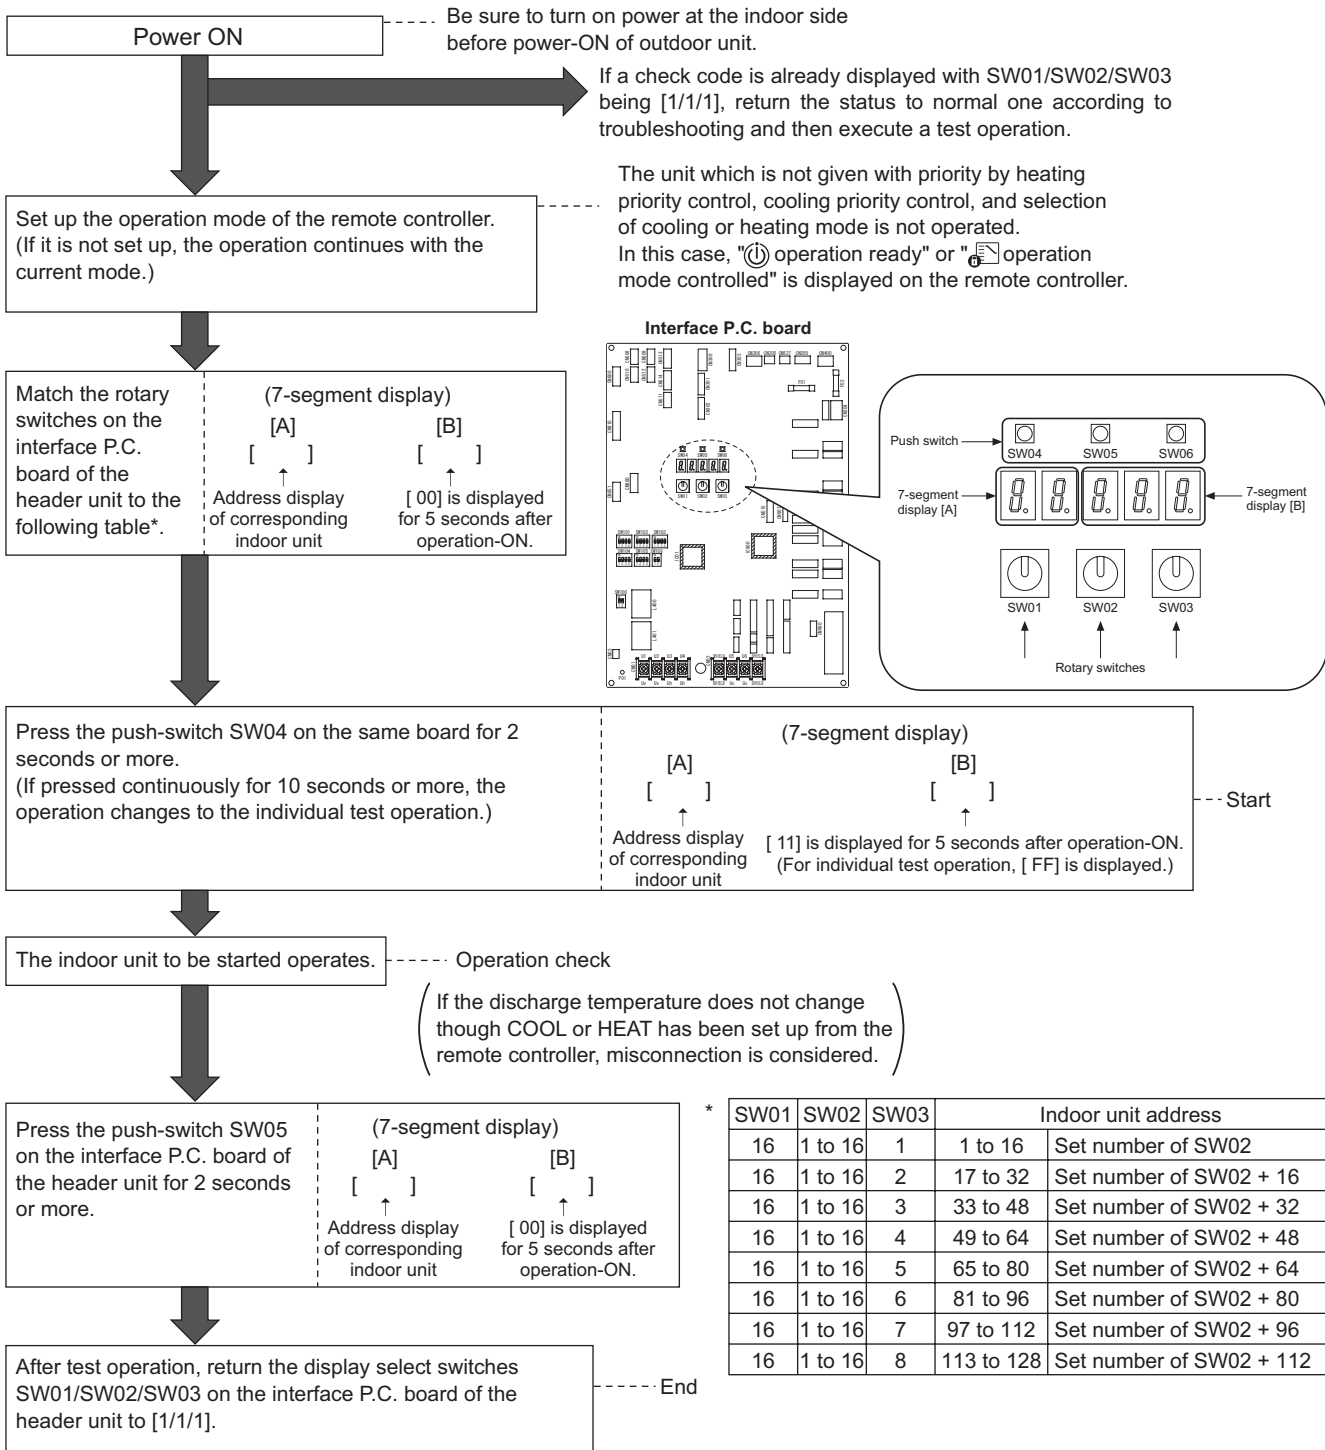 Power ON
Be sure to turn on power at the indoor side
before power-ON of outdoor unit.
If a check code is already displayed with SW01/SW02/SW03
being [1/1/1], return the status to normal one according to
troubleshooting and then execute a test operation.
Set up the operation mode of the remote controller.
(If it is not set up, the operation continues with the
current mode.)
The unit which is not given with priority by heating
priority control, cooling priority control, and selection
of cooling or heating mode is not operated.
In this case, " operation ready" or " operation
mode controlled" is displayed on the remote controller.
Match the rotary
switches on the
interface P.C.
board of the
header unit to the
following table*.
(7-segment display)
[A] [B]
[ ] [ ]
Address display
of corresponding
indoor unit
[ 00] is displayed
for 5 seconds after
operation-ON.
Interface P.C. board
SW04 SW05 SW06
SW01 SW02 SW03
Push switch
SW04 SW05 SW06
7-segment
display [A]
7-segment
display [B]
SW01 SW02 SW03
Rotary switches
Press the push-switch SW04 on the same board for 2
seconds or more.
(If pressed continuously for 10 seconds or more, the
operation changes to the individual test operation.)
(7-segment display)
[A] [B]
[ ] [ ]
Address display
of corresponding
indoor unit
[ 11] is displayed for 5 seconds after operation-ON.
(For individual test operation, [ FF] is displayed.)
Start
The indoor unit to be started operates.
Operation check
If the discharge temperature does not change
though COOL or HEAT has been set up from the
remote controller, misconnection is considered.
Press the push-switch SW05
on the interface P.C. board of
the header unit for 2 seconds
or more.
(7-segment display)
[A] [B]
[ ] [ ]
Address display
of corresponding
indoor unit
[ 00] is displayed
for 5 seconds after
operation-ON.
After test operation, return the display select switches
SW01/SW02/SW03 on the interface P.C. board of the
header unit to [1/1/1].
End
* SW01 SW02 SW03 Indoor unit address
16 1 to 16 1 1 to 16 Set number of SW02
16 1 to 16 2 17 to 32 Set number of SW02 + 16
16 1 to 16 3 33 to 48 Set number of SW02 + 32
16 1 to 16 4 49 to 64 Set number of SW02 + 48
16 1 to 16 5 65 to 80 Set number of SW02 + 64
16 1 to 16 6 81 to 96 Set number of SW02 + 80
16 1 to 16 7 97 to 112 Set number of SW02 + 96
16 1 to 16 8 113 to 128 Set number of SW02 + 112